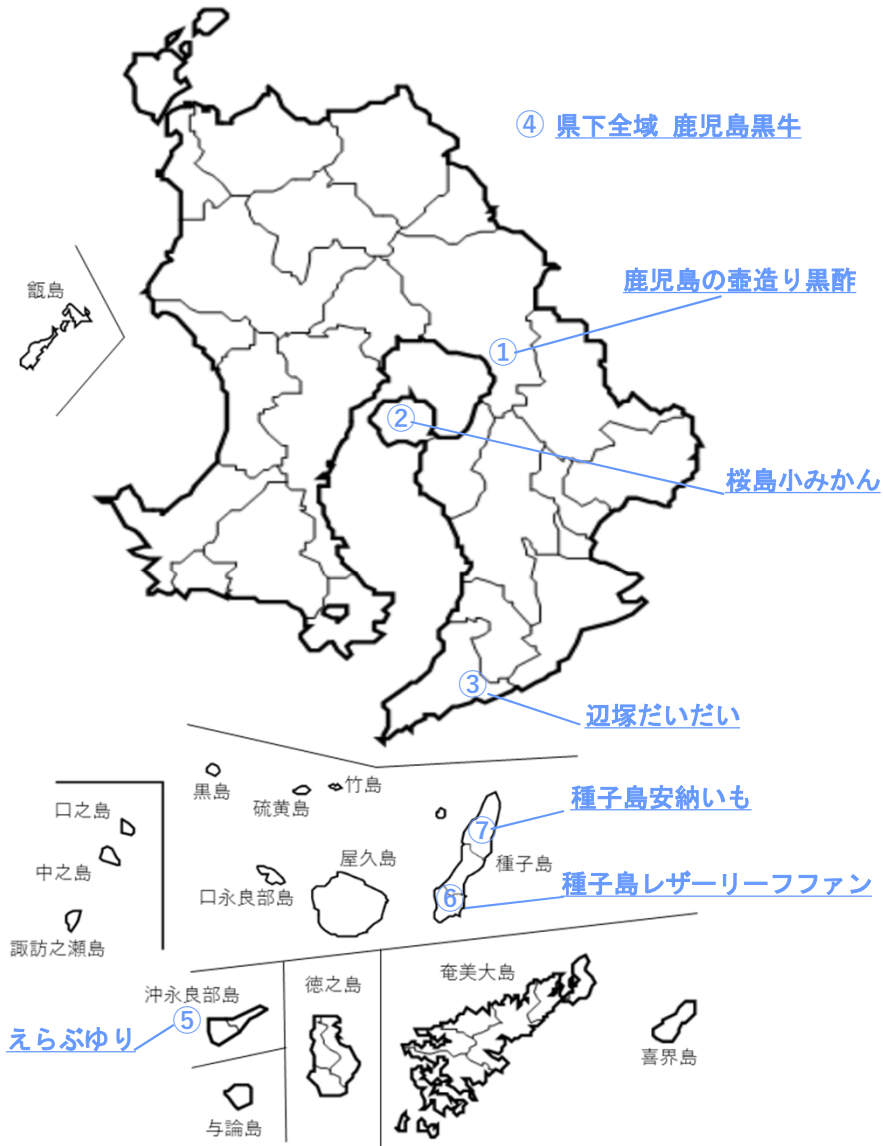 ④ 県下全域 鹿児島黒牛
鹿児島の壷造り黒酢
甑島
①
②
桜島小みかん
③
辺塚だいだい
黒島
硫黄島
竹島
種子島安納いも
⑦
口之島
中之島
屋久島
種子島
口永良部島
⑥
種子島レザーリーフファン
諏訪之瀬島
沖永良部島
徳之島
奄美大島
⑤
えらぶゆり
喜界島
与論島